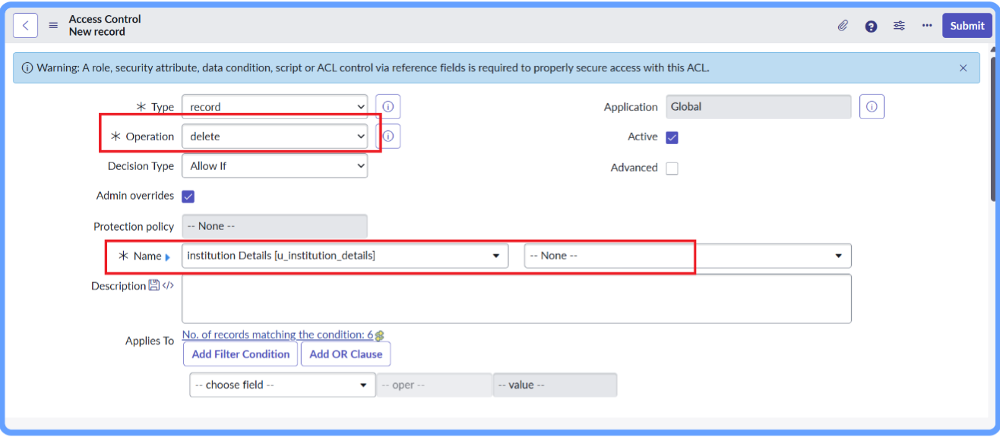 Access Control
New record
Submit
Warning: A role, security attribute, data condition, script or ACL control via reference fields is required to properly secure access with this ACL.
Type record Application Global
Operation delete Active
Decision Type Allow If Advanced
Admin overrides
Protection policy -- None --
Name institution Details [u_institution_details] -- None --
Description
Applies To No. of records matching the condition: 6
Add Filter Condition Add OR Clause
-- choose field -- -- oper -- -- value --